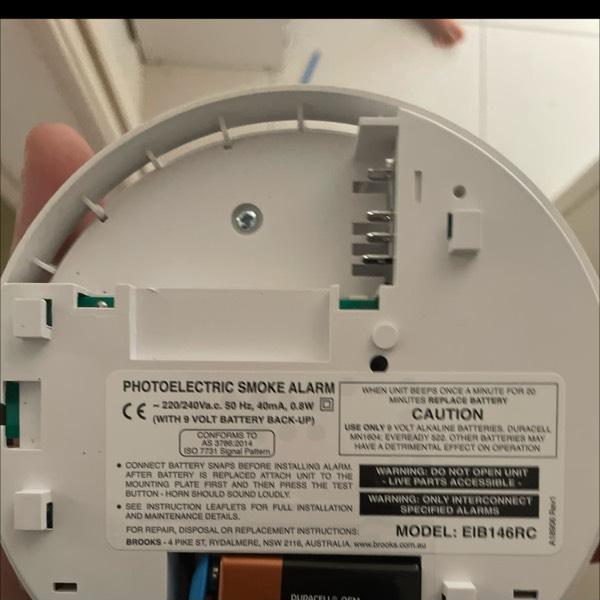 PHOTOELECTRIC SMOKE ALARM
CE ~ 220/240Va.c. 50 Hz, 40mA, 0.8W
(WITH 9 VOLT BATTERY BACK-UP)
CONFORMS TO
AS 3786:2014
ISO 7731 Signal Pattern
WHEN UNIT BEEPS ONCE A MINUTE FOR 20
MINUTES REPLACE BATTERY
CAUTION
USE ONLY 9 VOLT ALKALINE BATTERIES, DURACELL
MN1604, EVEREADY 522. OTHER BATTERIES MAY
HAVE A DETRIMENTAL EFFECT ON OPERATION
• CONNECT BATTERY SNAPS BEFORE INSTALLING ALARM.
AFTER BATTERY IS REPLACED ATTACH UNIT TO THE
MOUNTING PLATE FIRST AND THEN PRESS THE TEST
BUTTON - HORN SHOULD SOUND LOUDLY.
• SEE INSTRUCTION LEAFLETS FOR FULL INSTALLATION
AND MAINTENANCE DETAILS.
WARNING: DO NOT OPEN UNIT
- LIVE PARTS ACCESSIBLE -
WARNING: ONLY INTERCONNECT
SPECIFIED ALARMS
FOR REPAIR, DISPOSAL OR REPLACEMENT INSTRUCTIONS:
BROOKS - 4 PIKE ST, RYDALMERE, NSW 2116, AUSTRALIA. www.brooks.com.au
MODEL: EIB146RC
A18906 Rev1
DURACELL® OEM